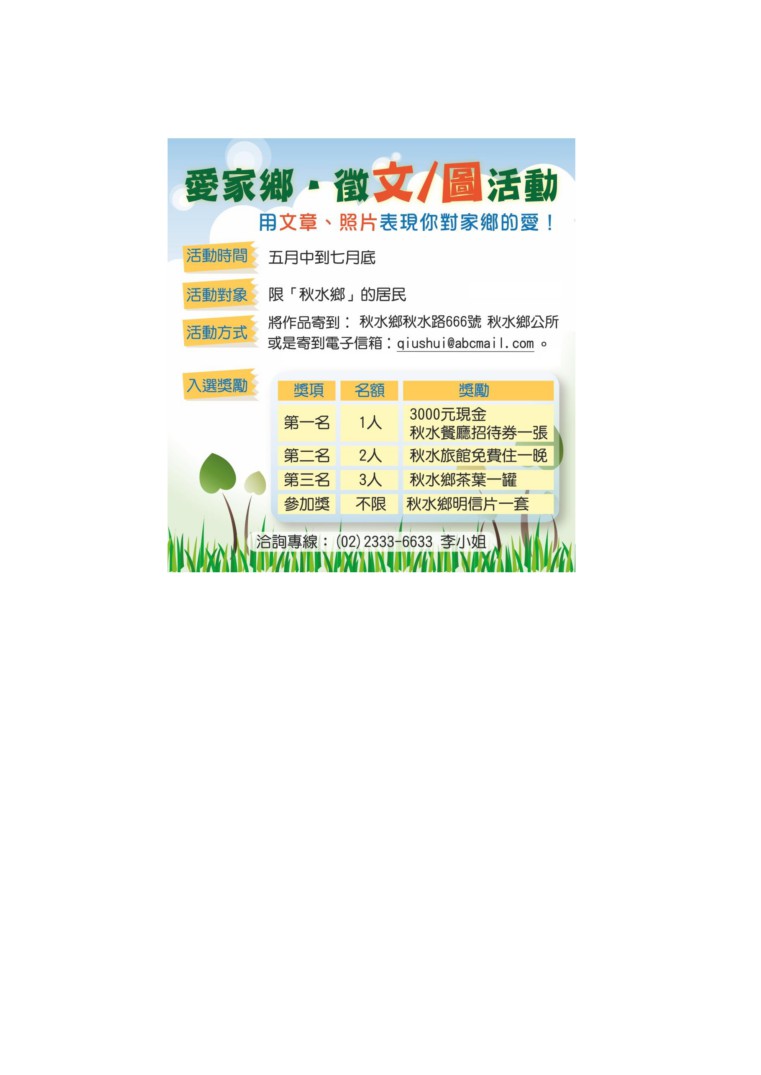 愛家鄉‧徵文/圖活動
用文章、照片表現你對家鄉的愛！
活動時間 五月中到七月底
活動對象 限「秋水鄉」的居民
活動方式 將作品寄到： 秋水鄉秋水路666號 秋水鄉公所
或是寄到電子信箱：qiushui@abcmail.com 。
入選獎勵
獎項 名額 獎勵
第一名 1人 3000元現金
秋水餐廳招待券一張
第二名 2人 秋水旅館免費住一晚
第三名 3人 秋水鄉茶葉一罐
參加獎 不限 秋水鄉明信片一套
洽詢專線：(02)2333-6633 李小姐